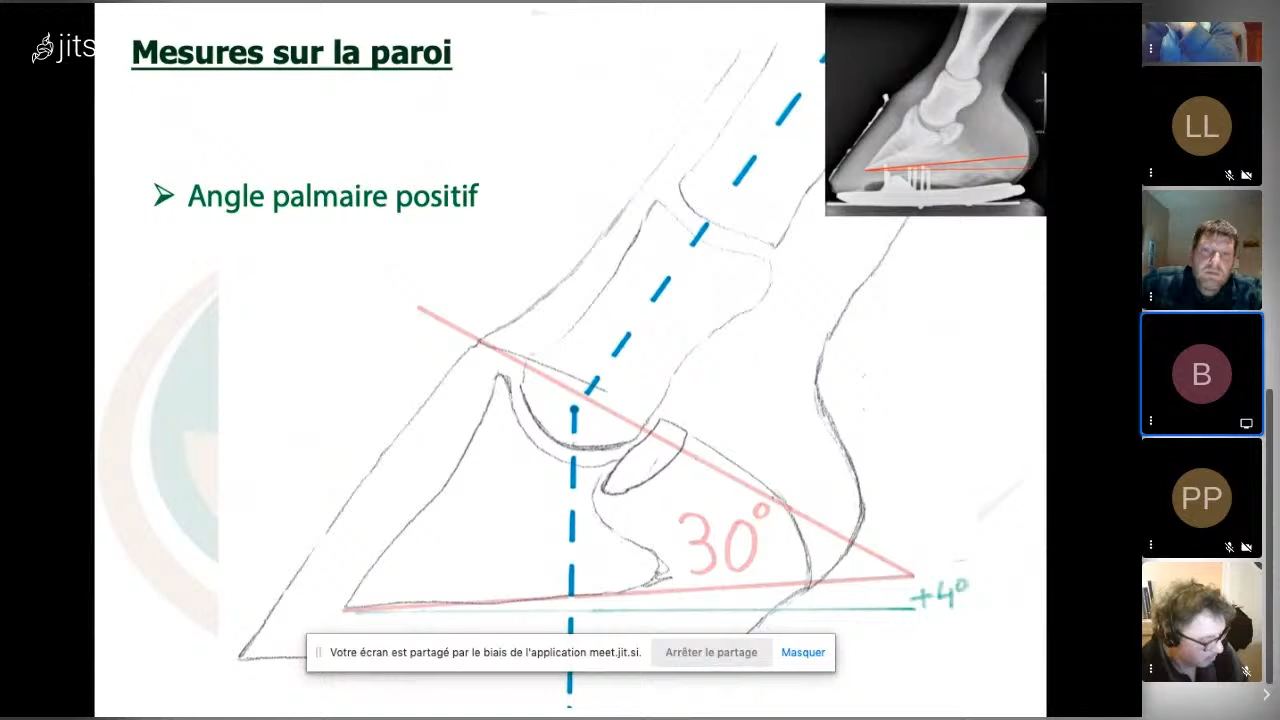 jits
Mesures sur la paroi
Angle palmaire positif
30°
+4°
Votre écran est partagé par le biais de l'application meet.jit.si.
Arrêter le partage
Masquer
LL
B
PP